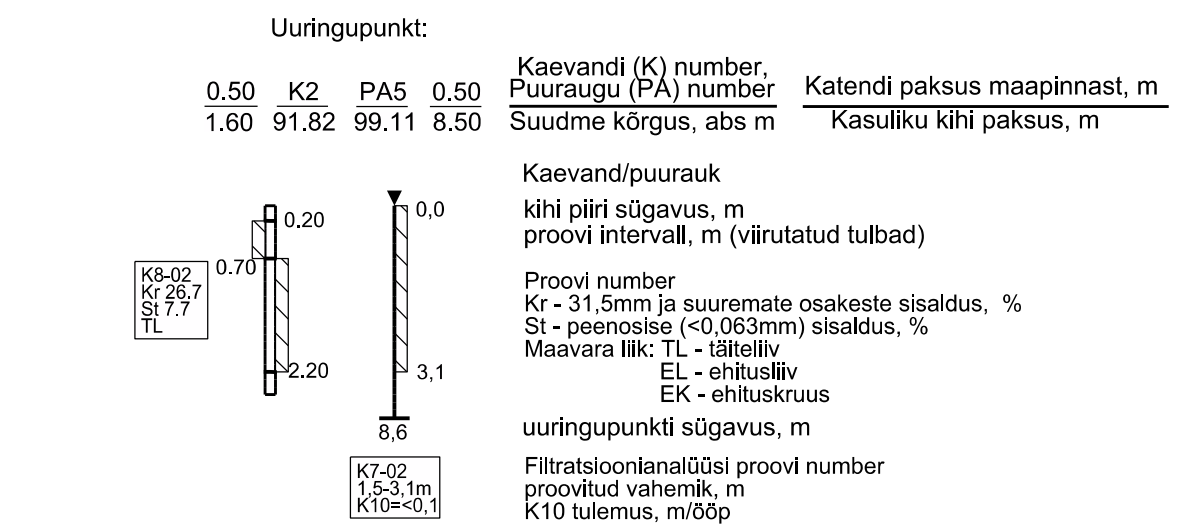 Uuringupunkt:
0.50 K2 PA5 0.50 Kaevandi (K) number,
Puuraugu (PA) number Katendi paksus maapinnast, m
1.60 91.82 99.11 8.50 Suudme kõrgus, abs m Kasuliku kihi paksus, m
Kaevand/puurauk
0.20 0,0 kihi piiri sügavus, m
proovi intervall, m (viirutatud tulbad)
0.70
K8-02
Kr 26.7
St 7.7
TL
Proovi number
Kr - 31,5mm ja suuremate osakeste sisaldus, %
St - peenosise (<0,063mm) sisaldus, %
Maavara liik: TL - täiteliiv
EL - ehitusliiv
EK - ehituskruus
2.20 3,1
8,6 uuringupunkti sügavus, m
K7-02
1,5-3,1m
K10=<0,1
Filtratsioonianalüüsi proovi number
proovitud vahemik, m
K10 tulemus, m/ööp